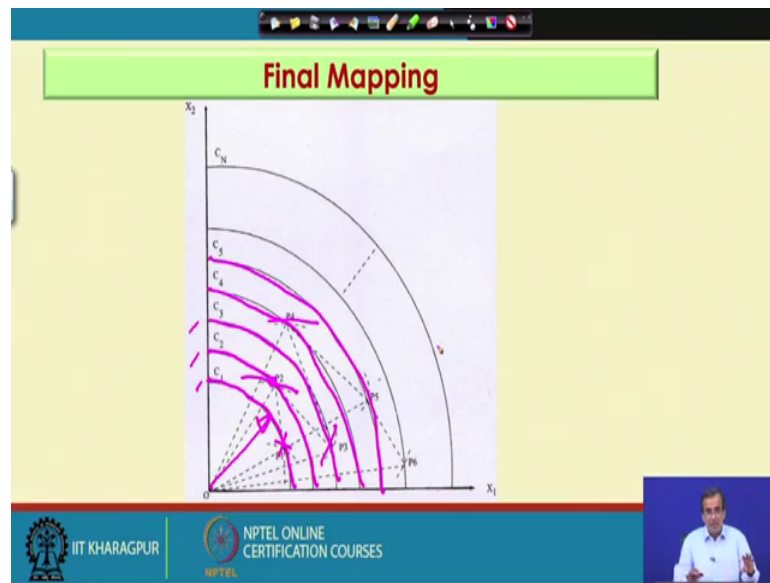 Final Mapping
X2
CN
C5
C4
C3
C2
C1
P4
P2
P5
P3
P6
O
X1
IIT KHARAGPUR
NPTEL
NPTEL ONLINE
CERTIFICATION COURSES